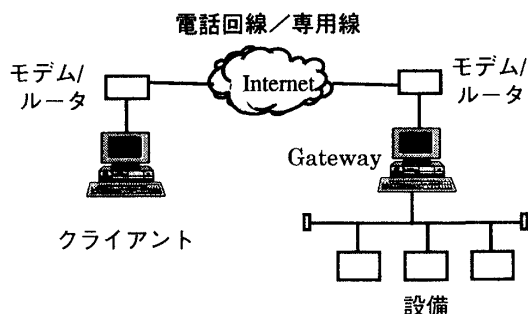 電話回線／専用線
モデム/
ルータ
Internet
モデム/
ルータ
Gateway
クライアント
設備